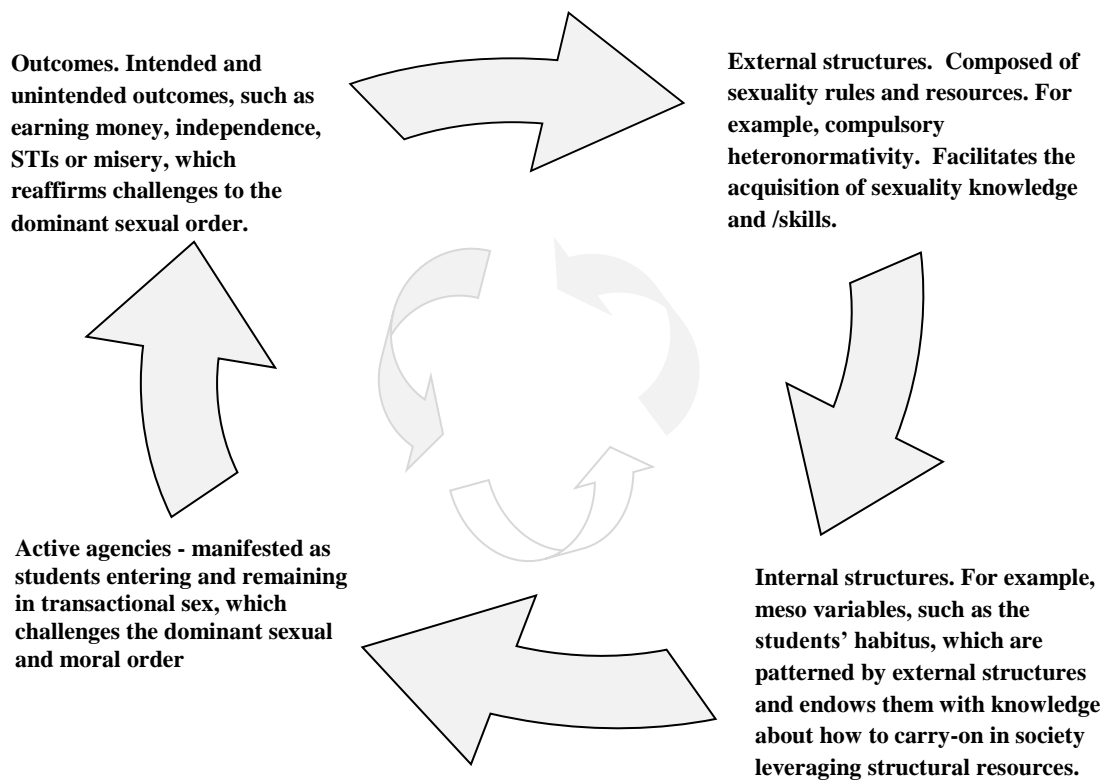 Outcomes. Intended and
unintended outcomes, such as
earning money, independence,
STIs or misery, which
reaffirms challenges to the
dominant sexual order.
External structures.  Composed of
sexuality rules and resources. For
example, compulsory
heteronormativity.  Facilitates the
acquisition of sexuality knowledge
and /skills.
Active agencies - manifested as
students entering and remaining
in transactional sex, which
challenges the dominant sexual
and moral order
Internal structures. For example,
meso variables, such as the
students’ habitus, which are
patterned by external structures
and endows them with knowledge
about how to carry-on in society
leveraging structural resources.